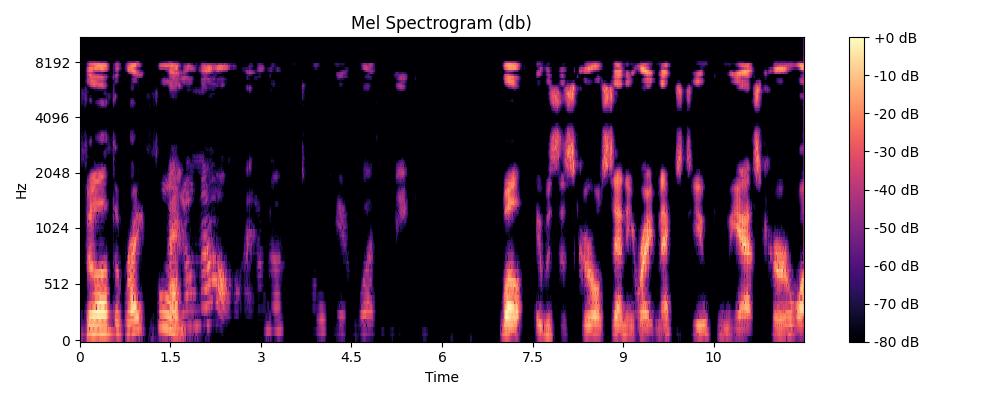 Mel Spectrogram (db)
8192
4096
2048
1024
512
0
Hz
0 1.5 3 4.5 6 7.5 9 10
Time
+0 dB
-10 dB
-20 dB
-30 dB
-40 dB
-50 dB
-60 dB
-70 dB
-80 dB